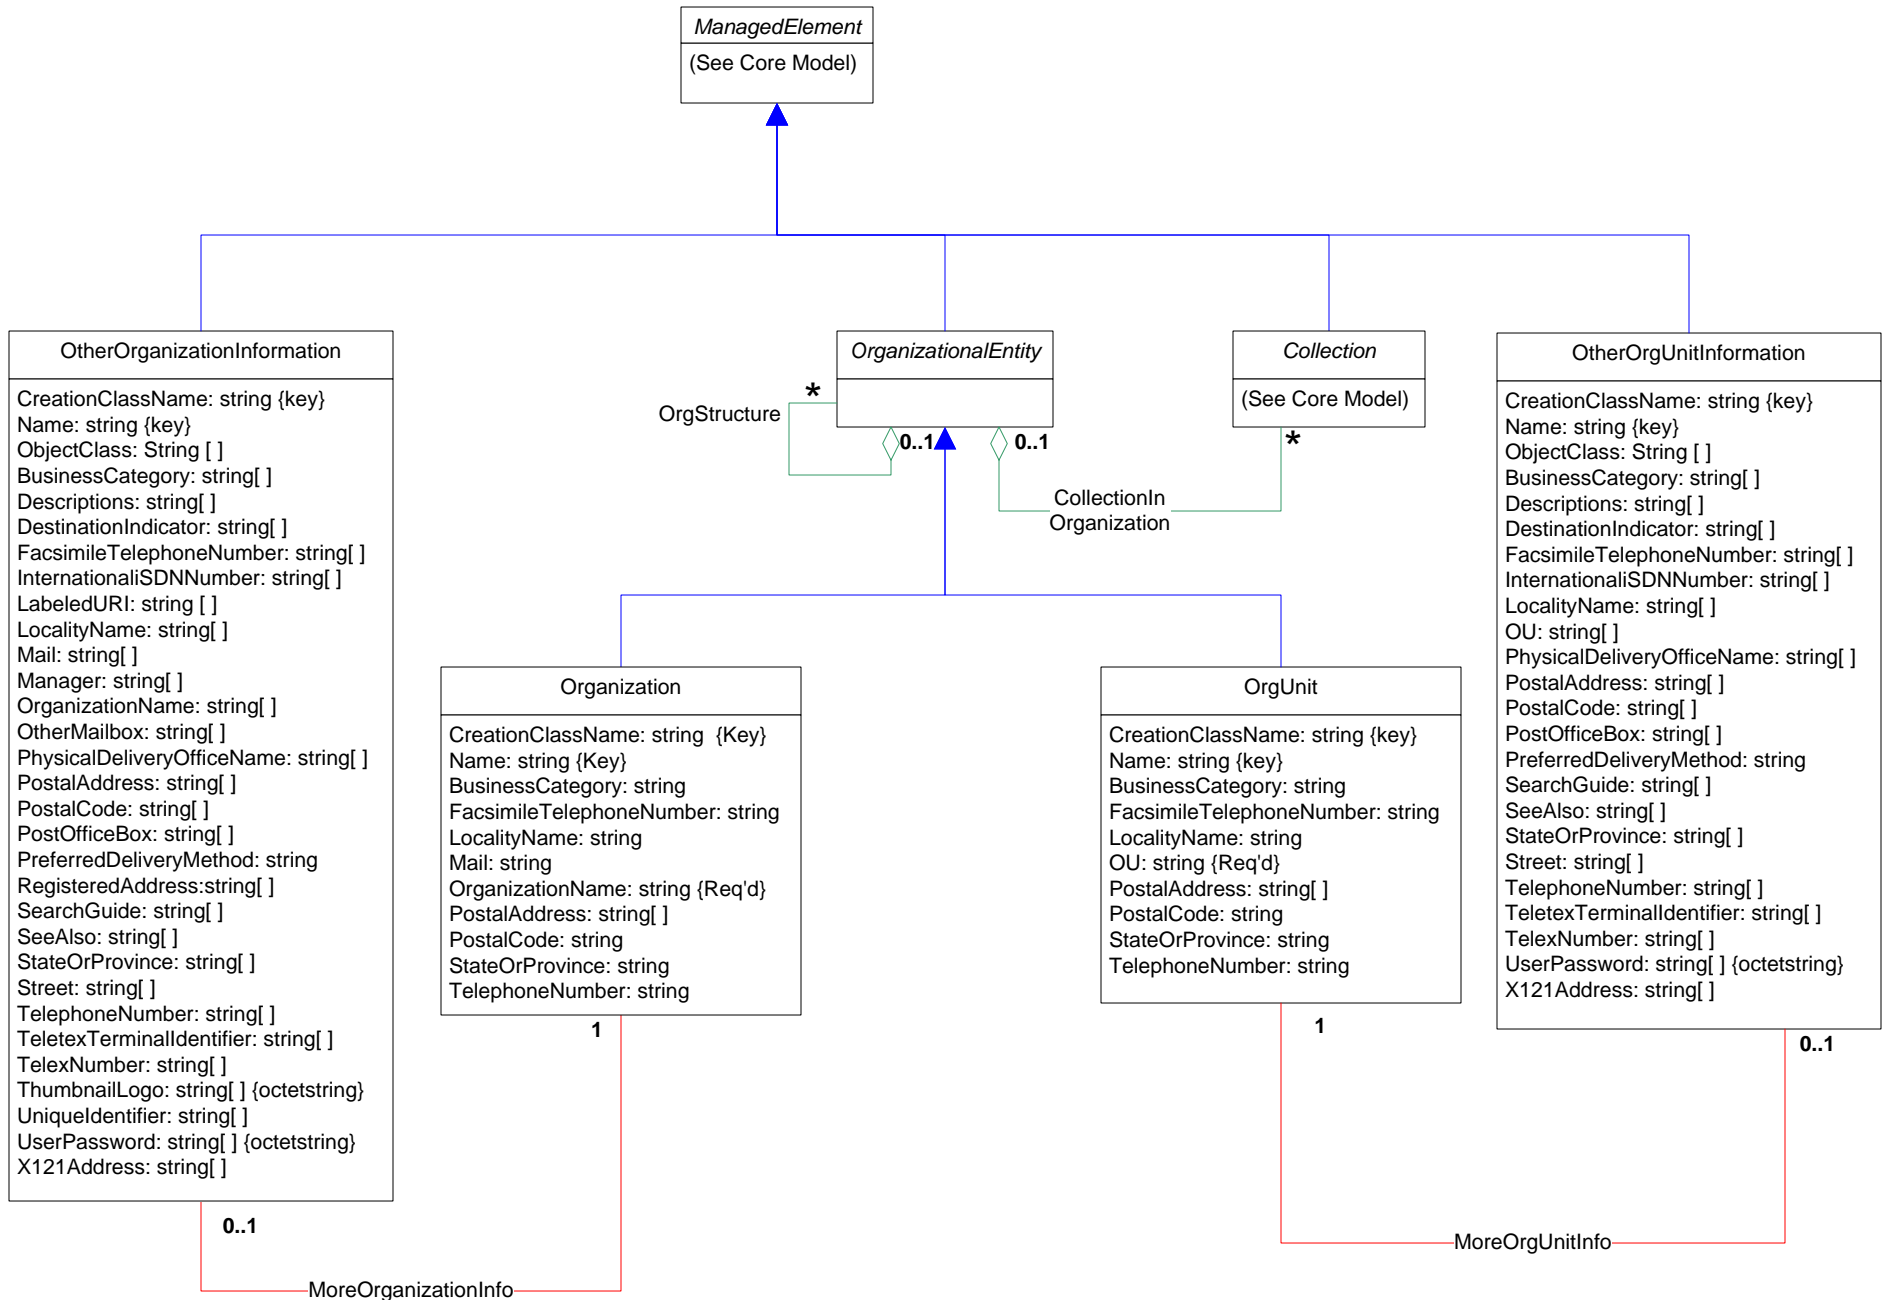 ManagedElement
(See Core Model)
OtherOrganizationInformation
CreationClassName: string {key}
Name: string {key}
ObjectClass: String [ ]
BusinessCategory: string[ ]
Descriptions: string[ ]
DestinationIndicator: string[ ]
FacsimileTelephoneNumber: string[ ]
InternationaliSDNNumber: string[ ]
LabeledURI: string [ ]
LocalityName: string[ ]
Mail: string[ ]
Manager: string[ ]
OrganizationName: string[ ]
OtherMailbox: string[ ]
PhysicalDeliveryOfficeName: string[ ]
PostalAddress: string[ ]
PostalCode: string[ ]
PostOfficeBox: string[ ]
PreferredDeliveryMethod: string
RegisteredAddress:string[ ]
SearchGuide: string[ ]
SeeAlso: string[ ]
StateOrProvince: string[ ]
Street: string[ ]
TelephoneNumber: string[ ]
TeletexTerminalIdentifier: string[ ]
TelexNumber: string[ ]
ThumbnailLogo: string[ ] {octetstring}
UniqueIdentifier: string[ ]
UserPassword: string[ ] {octetstring}
X121Address: string[ ]
0..1
MoreOrganizationInfo
OrganizationalEntity
*
OrgStructure
0..1
0..1
Collection
(See Core Model)
*
CollectionIn
Organization
Organization
CreationClassName: string  {Key}
Name: string {Key}
BusinessCategory: string
FacsimileTelephoneNumber: string
LocalityName: string
Mail: string
OrganizationName: string {Req'd}
PostalAddress: string[ ]
PostalCode: string
StateOrProvince: string
TelephoneNumber: string
1
OrgUnit
CreationClassName: string {key}
Name: string {key}
BusinessCategory: string
FacsimileTelephoneNumber: string
LocalityName: string
OU: string {Req'd}
PostalAddress: string[ ]
PostalCode: string
StateOrProvince: string
TelephoneNumber: string
1
OtherOrgUnitInformation
CreationClassName: string {key}
Name: string {key}
ObjectClass: String [ ]
BusinessCategory: string[ ]
Descriptions: string[ ]
DestinationIndicator: string[ ]
FacsimileTelephoneNumber: string[ ]
InternationaliSDNNumber: string[ ]
LocalityName: string[ ]
OU: string[ ]
PhysicalDeliveryOfficeName: string[ ]
PostalAddress: string[ ]
PostalCode: string[ ]
PostOfficeBox: string[ ]
PreferredDeliveryMethod: string
SearchGuide: string[ ]
SeeAlso: string[ ]
StateOrProvince: string[ ]
Street: string[ ]
TelephoneNumber: string[ ]
TeletexTerminalIdentifier: string[ ]
TelexNumber: string[ ]
UserPassword: string[ ] {octetstring}
X121Address: string[ ]
0..1
MoreOrgUnitInfo